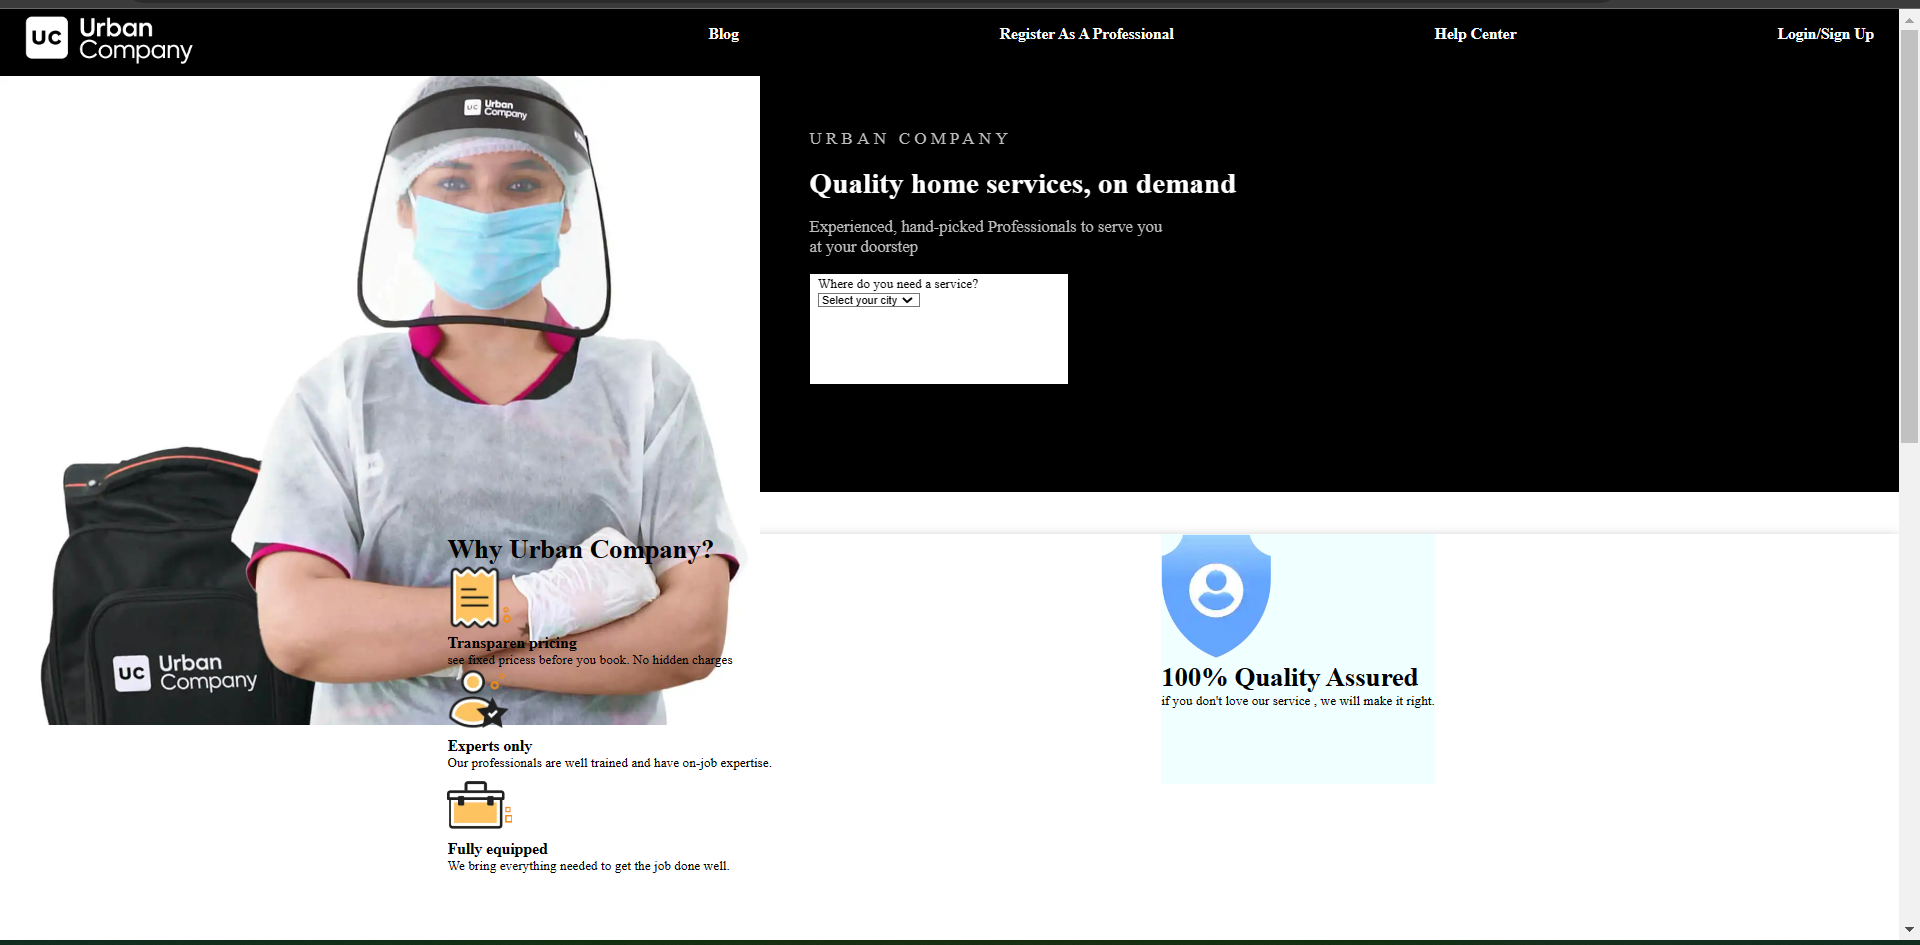 UC Urban
Company
Blog
Register As A Professional
Help Center
Login/Sign Up
UC Urban
Company
URBAN COMPANY
Quality home services, on demand
Experienced, hand-picked Professionals to serve you
at your doorstep
Where do you need a service?
Select your city
UC
Why Urban Company?
Transparen pricing
see fixed pricess before you book. No hidden charges
UC Urban
Company
Experts only
Our professionals are well trained and have on-job expertise.
Fully equipped
We bring everything needed to get the job done well.
100% Quality Assured
if you don't love our service , we will make it right.